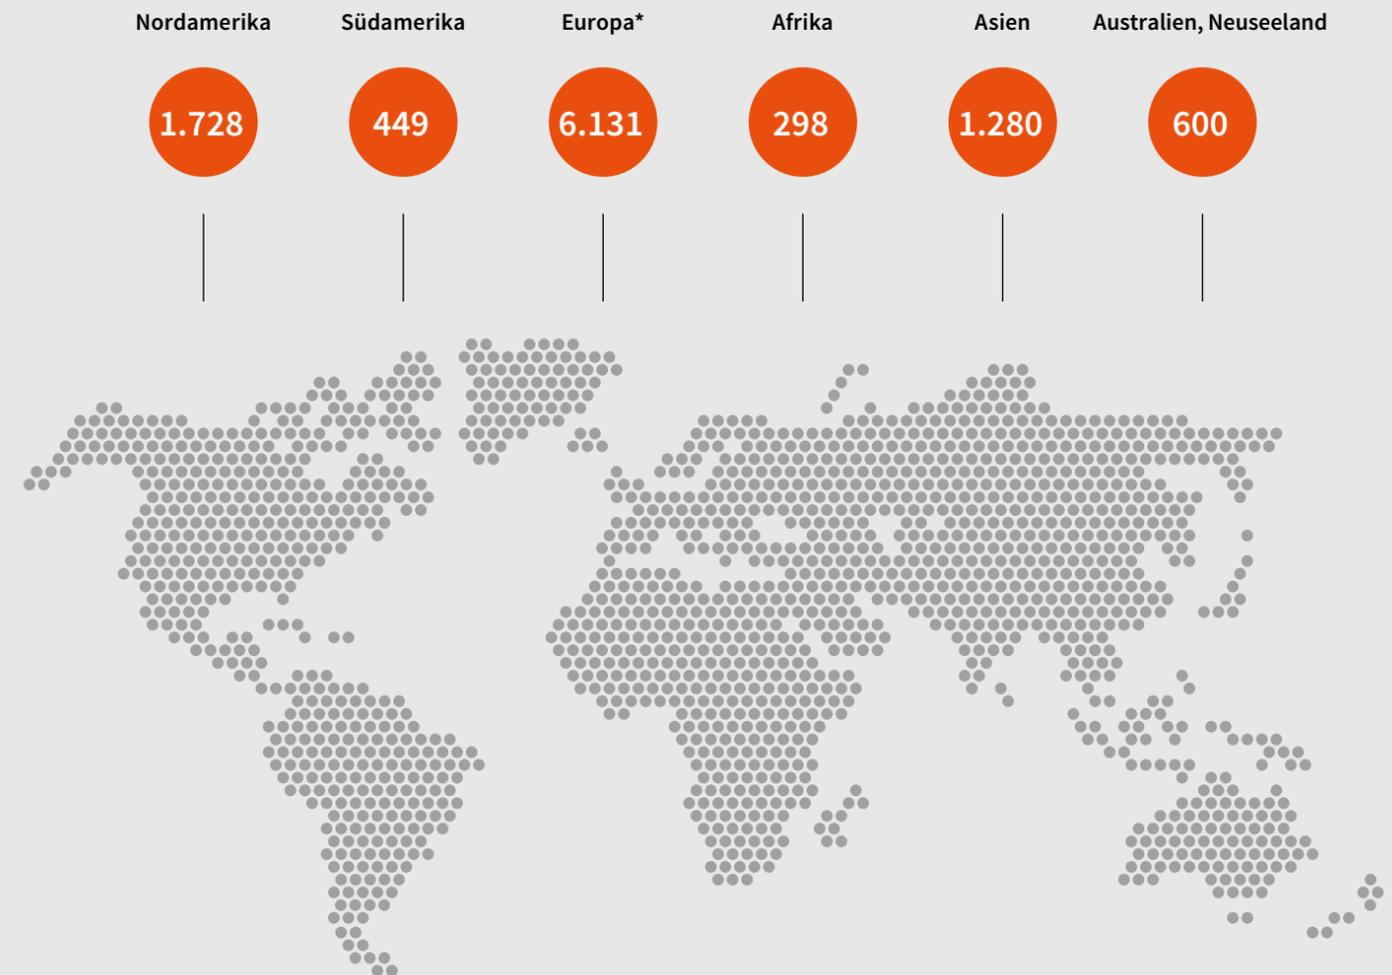 Nordamerika Südamerika Europa* Afrika Asien Australien, Neuseeland
1.728 449 6.131 298 1.280 600